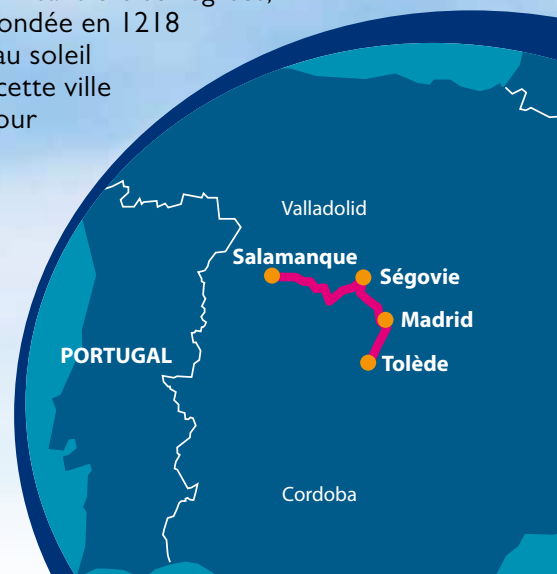 ondée en 1218
au soleil
cette ville
our
Valladolid
Salamanque
Ségovie
Madrid
PORTUGAL
Tolède
Cordoba